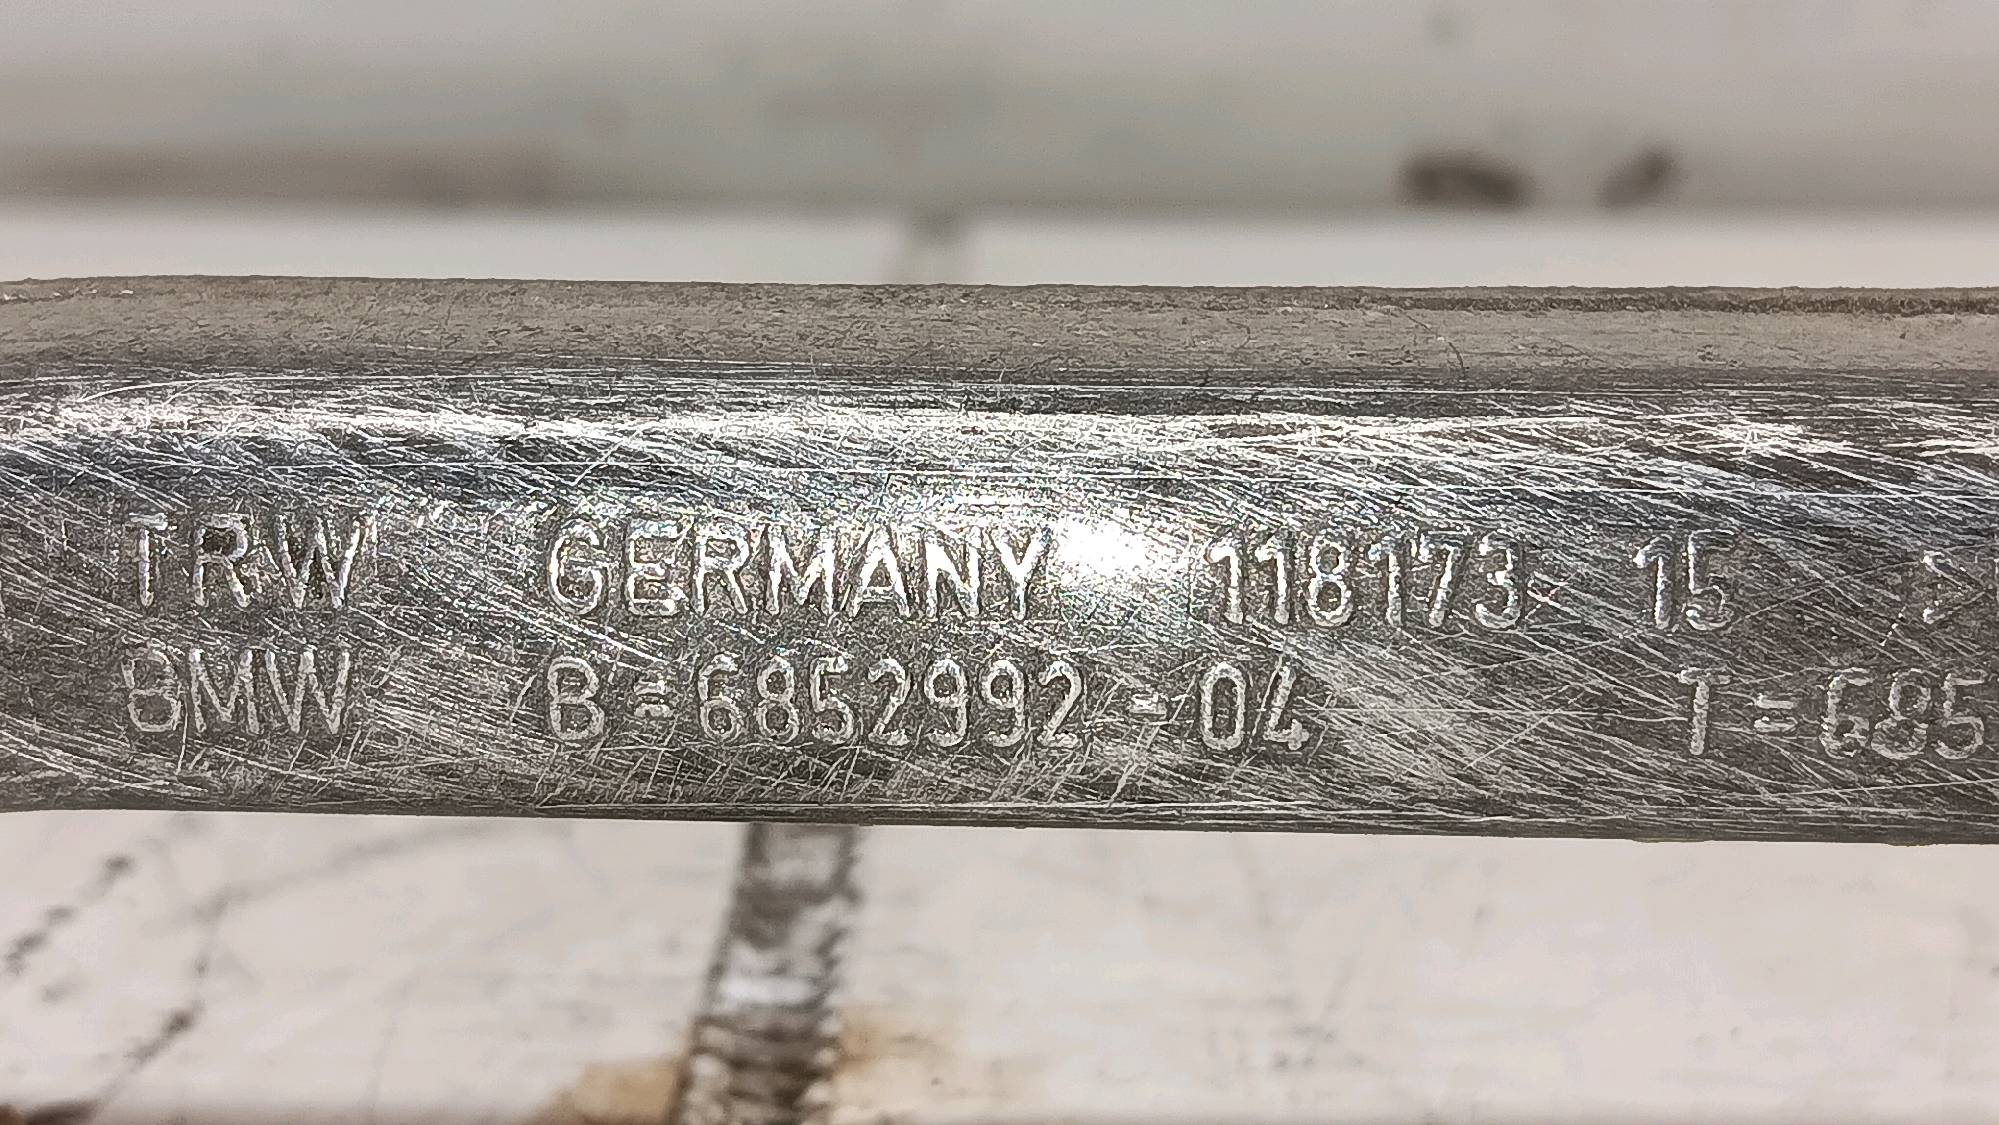 TRW GERMANY 118173 15 >
BMW B=6852992-04 T=685